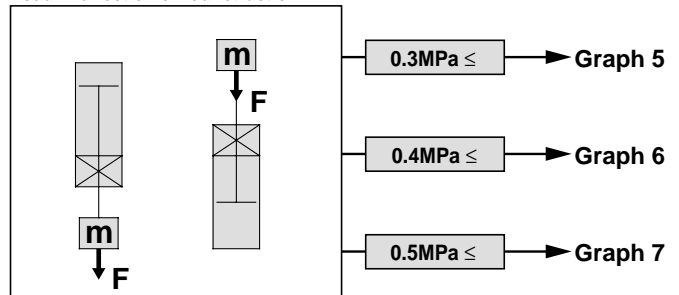 m
F
m
F
0.3MPa ≤
Graph 5
0.4MPa ≤
Graph 6
0.5MPa ≤
Graph 7